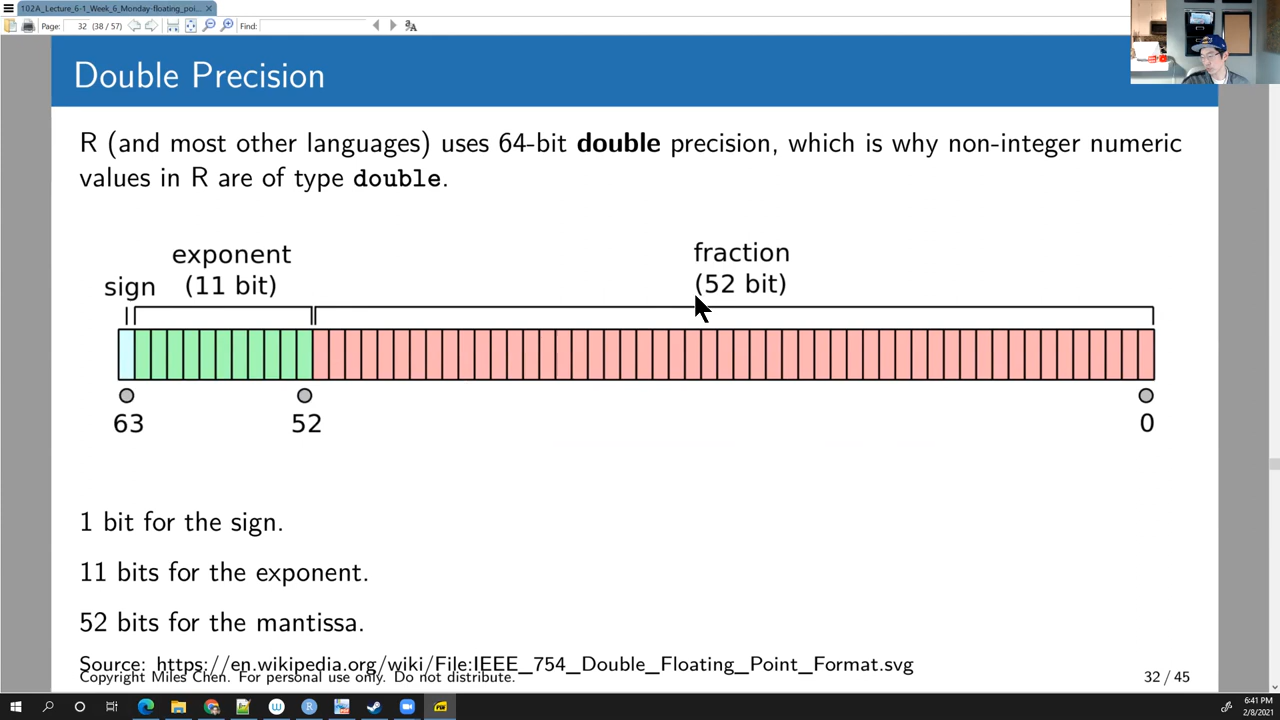 102A_Lecture_6-1_Week_6_Monday-floating_poi...
Page: 32 (38 / 57) Find:
Double Precision
R (and most other languages) uses 64-bit double precision, which is why non-integer numeric
values in R are of type double.
sign
exponent
(11 bit)
fraction
(52 bit)
63
52
0
1 bit for the sign.
11 bits for the exponent.
52 bits for the mantissa.
Source: https://en.wikipedia.org/wiki/File:IEEE_754_Double_Floating_Point_Format.svg
Copyright Miles Chen. For personal use only. Do not distribute.
32 / 45
6:41 PM
2/8/2021